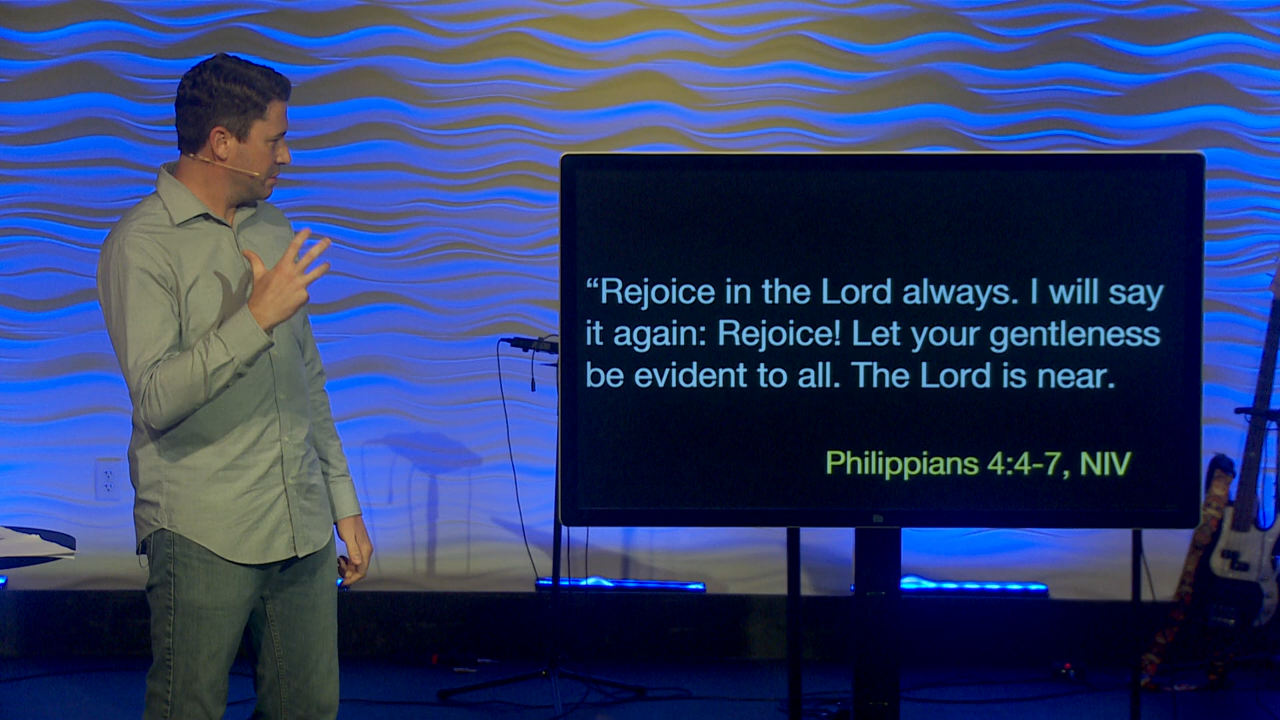 “Rejoice in the Lord always. I will say
it again: Rejoice! Let your gentleness
be evident to all. The Lord is near.
Philippians 4:4-7, NIV